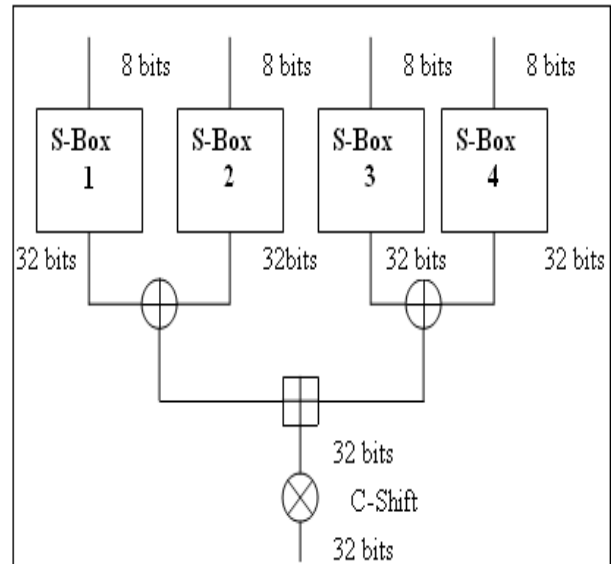 8 bits 8 bits 8 bits 8 bits
S-Box 1
S-Box 2
S-Box 3
S-Box 4
32 bits 32bits 32 bits 32 bits
32 bits
C-Shift
32 bits